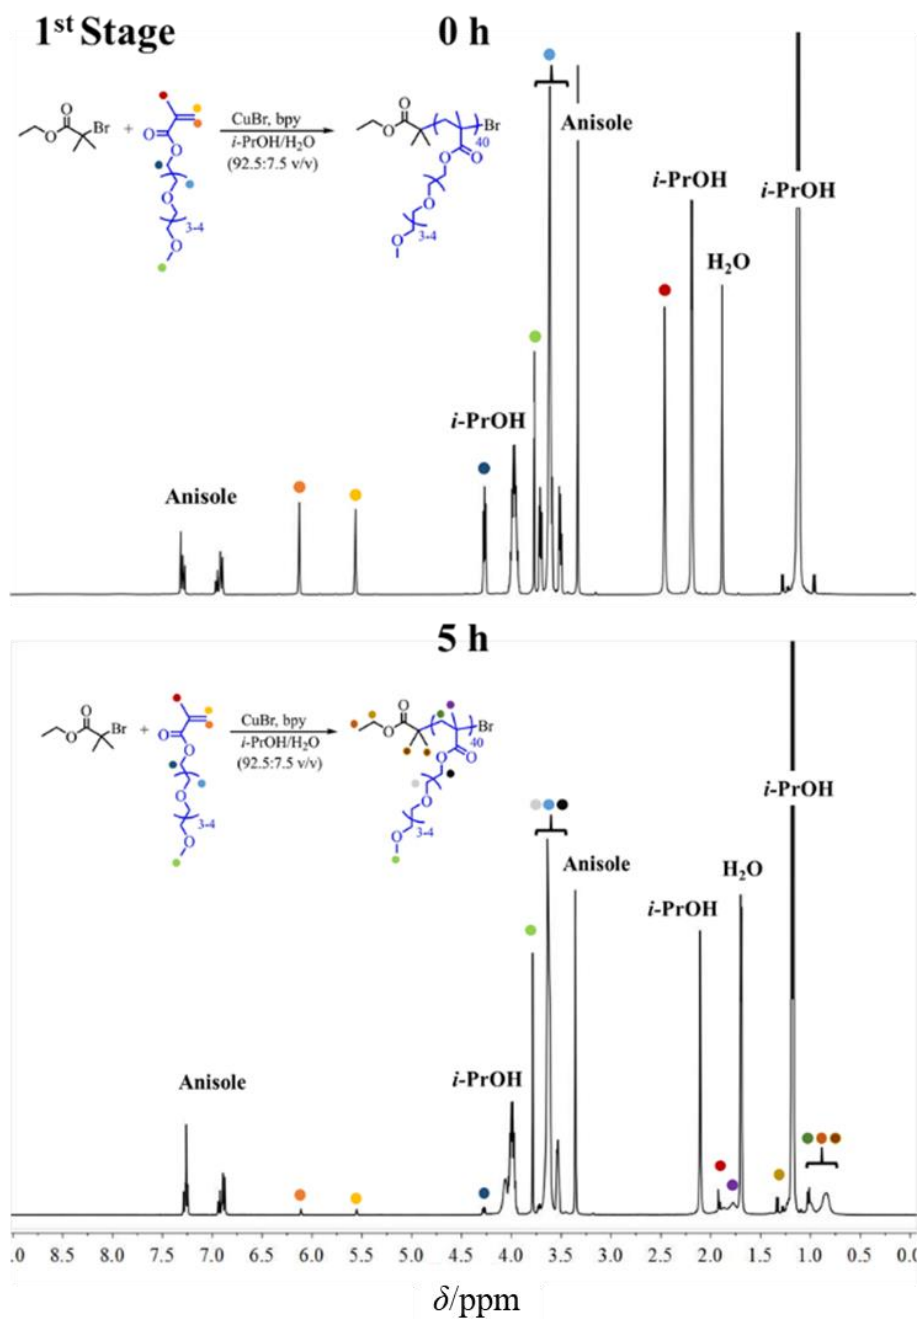 1st Stage
0 h
O
O
Br
+
O
O
O
3-4
O
CuBr, bpy
i-PrOH/H2O
(92.5:7.5 v/v)
O
O
Br
40
O
O
O
3-4
O
Anisole
i-PrOH
i-PrOH
H2O
i-PrOH
Anisole
5 h
O
O
Br
+
O
O
O
3-4
O
CuBr, bpy
i-PrOH/H2O
(92.5:7.5 v/v)
O
O
Br
40
O
O
O
3-4
O
i-PrOH
Anisole
H2O
i-PrOH
Anisole
i-PrOH
.0 8.5 8.0 7.5 7.0 6.5 6.0 5.5 5.0 4.5 4.0 3.5 3.0 2.5 2.0 1.5 1.0 0.5 0.0
δ/ppm